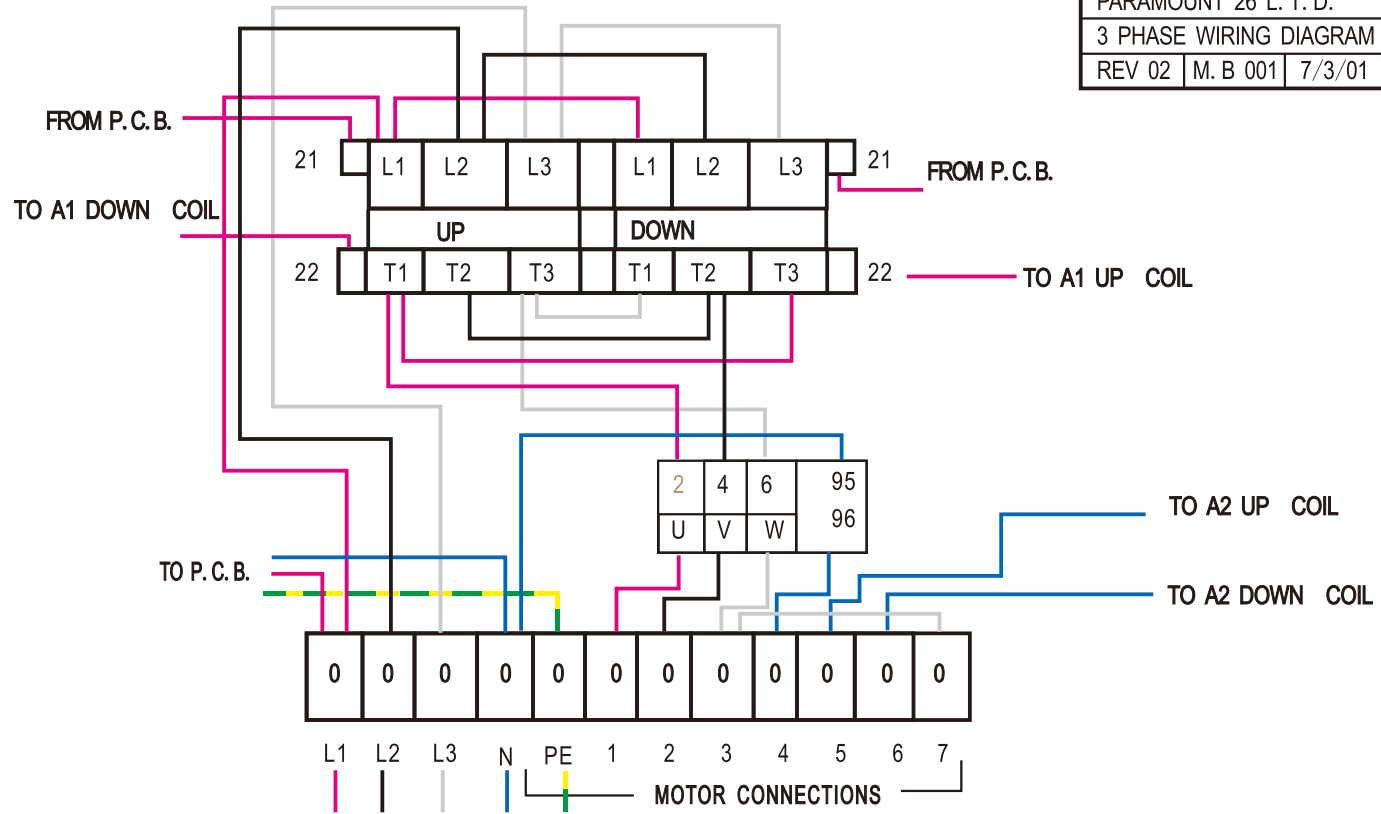 PARAMOUNT 26 L. T. D.
3 PHASE WIRING DIAGRAM
REV 02 M. B 001 7/3/01
FROM P. C. B.
21 L1 L2 L3 L1 L2 L3 21
FROM P. C. B.
TO A1 DOWN COIL
UP DOWN
22 T1 T2 T3 T1 T2 T3 22
TO A1 UP COIL
2 4 6 95
96
U V W
TO A2 UP COIL
TO P. C. B.
TO A2 DOWN COIL
0 0 0 0 0 0 0 0 0 0 0 0
L1 L2 L3 N PE 1 2 3 4 5 6 7
MOTOR CONNECTIONS